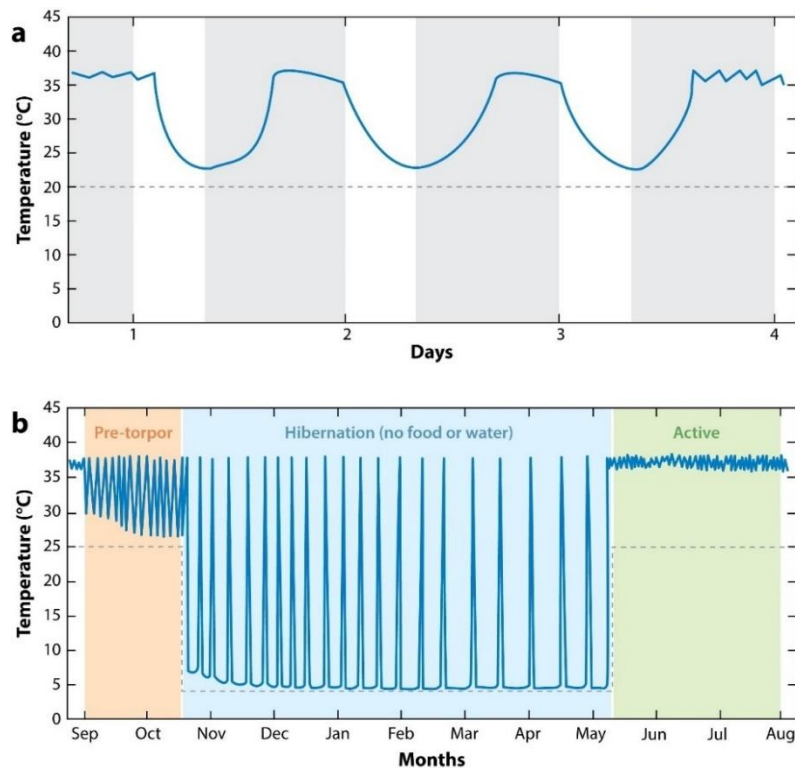 a
Temperature (°C)
45
40
35
30
25
20
15
10
5
0
1
2
3
4
Days
b
Temperature (°C)
45
40
35
30
25
20
15
10
5
0
Pre-torpor
Hibernation (no food or water)
Active
Sep
Oct
Nov
Dec
Jan
Feb
Mar
Apr
May
Jun
Jul
Aug
Months